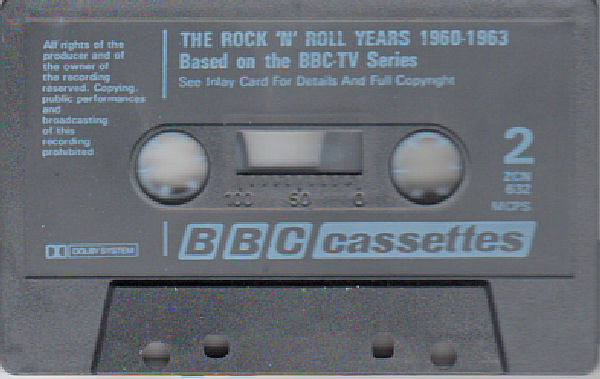 All rights of the
producer and of
the owner of
the recording
reserved. Copying,
public performances
and
broadcasting
of this
recording
prohibited
THE ROCK 'N' ROLL YEARS 1960-1963
Based on the BBC-TV Series
See Inlay Card For Details And Full Copyright
2
ZCN
632
MCPS
100 50 0
DOLBY SYSTEM
BBC cassettes